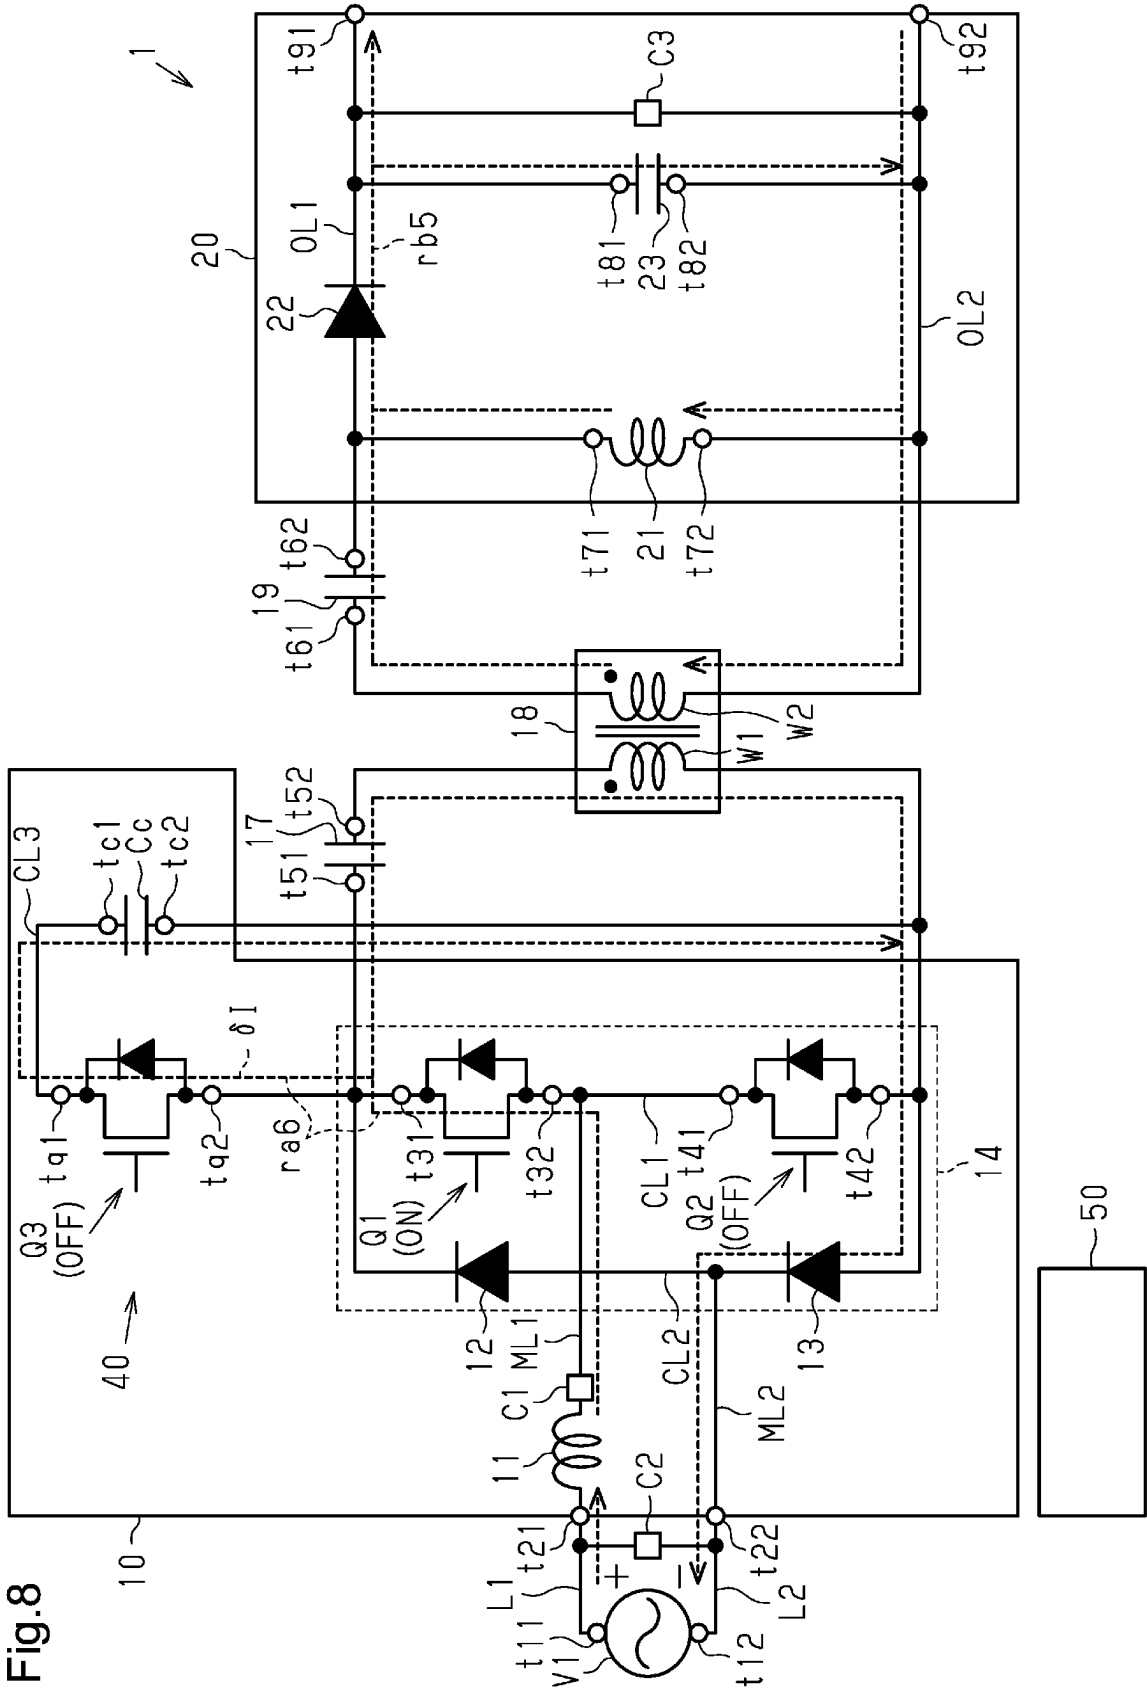 Fig.8
1
10
20
40
50
CL3
tc1
Cc
tc2
tq1
tq2
Q3
(OFF)
δI
ra6
t51
17
t52
t61
19
t62
22
OL1
rb5
t91
t31
Q1
(ON)
t32
12
ML1
C1
11
t21
L1
t11
V1
+
−
C2
t12
L2
t22
ML2
CL2
13
CL1
t41
Q2
(OFF)
t42
14
18
W1
W2
t71
21
t72
t81
23
t82
C3
OL2
t92